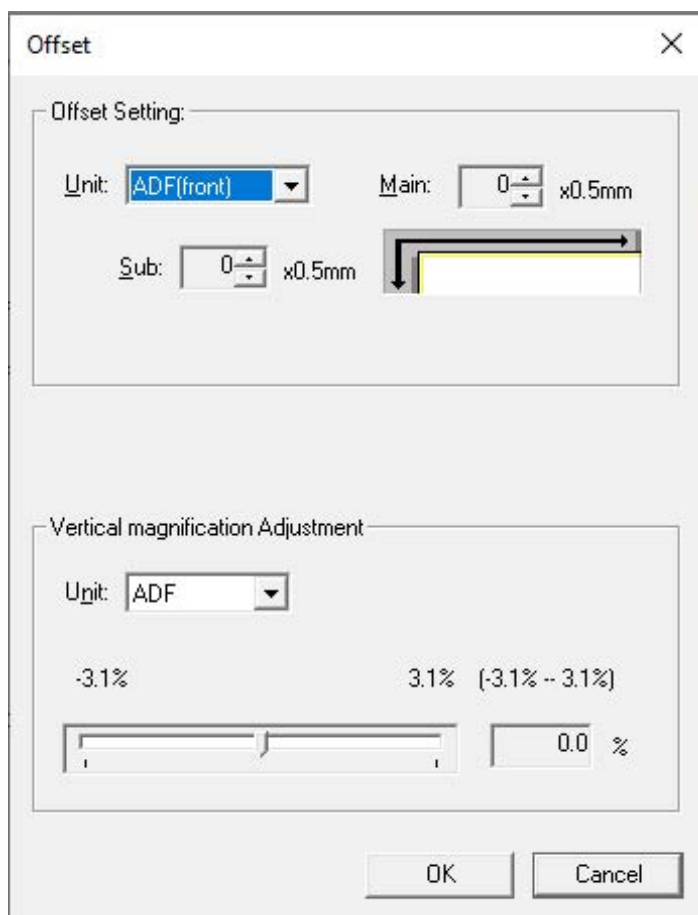 Offset
Offset Setting:
Unit: ADF(front) Main: 0 x0.5mm
Sub: 0 x0.5mm
Vertical magnification Adjustment
Unit: ADF
-3.1% 3.1% (-3.1% -- 3.1%)
0.0 %
OK Cancel